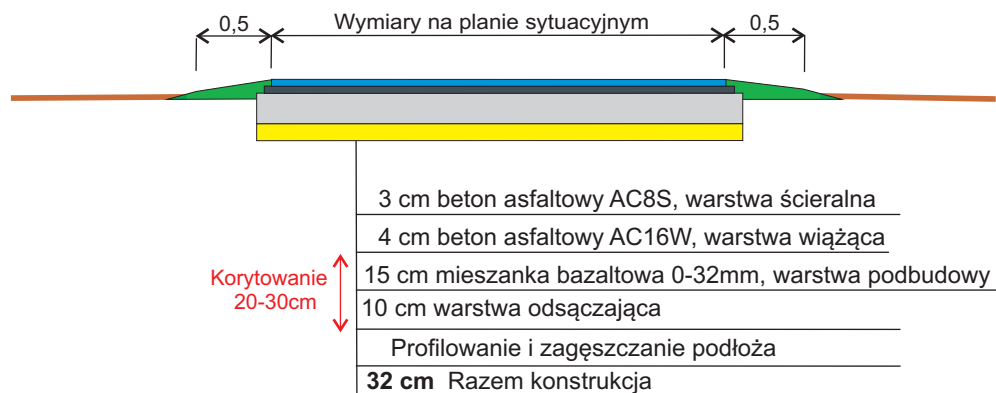 0,5
Wymiary na planie sytuacyjnym
0,5
3 cm beton asfaltowy AC8S, warstwa ścieralna
4 cm beton asfaltowy AC16W, warstwa wiążąca
Korytowanie
20-30cm
15 cm mieszanka bazaltowa 0-32mm, warstwa podbudowy
10 cm warstwa odsączająca
Profilowanie i zagęszczanie podłoża
32 cm Razem konstrukcja